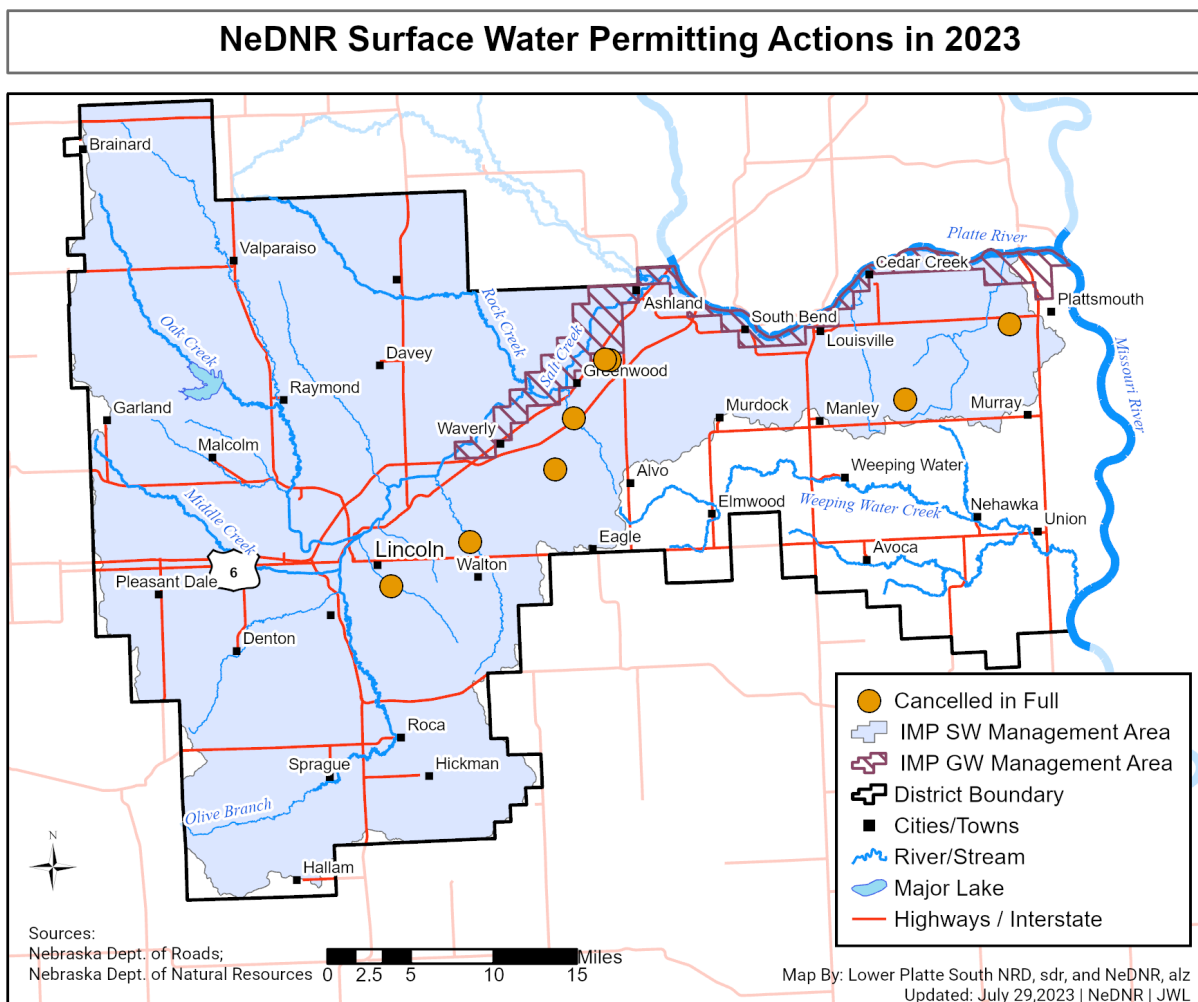 NeDNR Surface Water Permitting Actions in 2023
Brainard
Platte River
Valparaiso
Cedar Creek
Rock Creek
Ashland
Plattsmouth
South Bend
Oak Creek
Louisville
Davey
Salt Creek
Missouri River
Greenwood
Raymond
Garland
Murdock
Manley
Murray
Waverly
Malcolm
Alvo
Weeping Water
Middle Creek
Weeping Water Creek
Elmwood
Nehawka
Union
Eagle
Lincoln
Avoca
Walton
6
Pleasant Dale
Denton
Roca
Sprague
Hickman
Olive Branch
Hallam
N
Cancelled in Full
IMP SW Management Area
IMP GW Management Area
District Boundary
Cities/Towns
River/Stream
Major Lake
Highways / Interstate
Sources:
Nebraska Dept. of Roads;
Nebraska Dept. of Natural Resources
0 2.5 5 10 15 Miles
Map By: Lower Platte South NRD, sdr, and NeDNR, alz
Updated: July 29,2023 | NeDNR | JWL